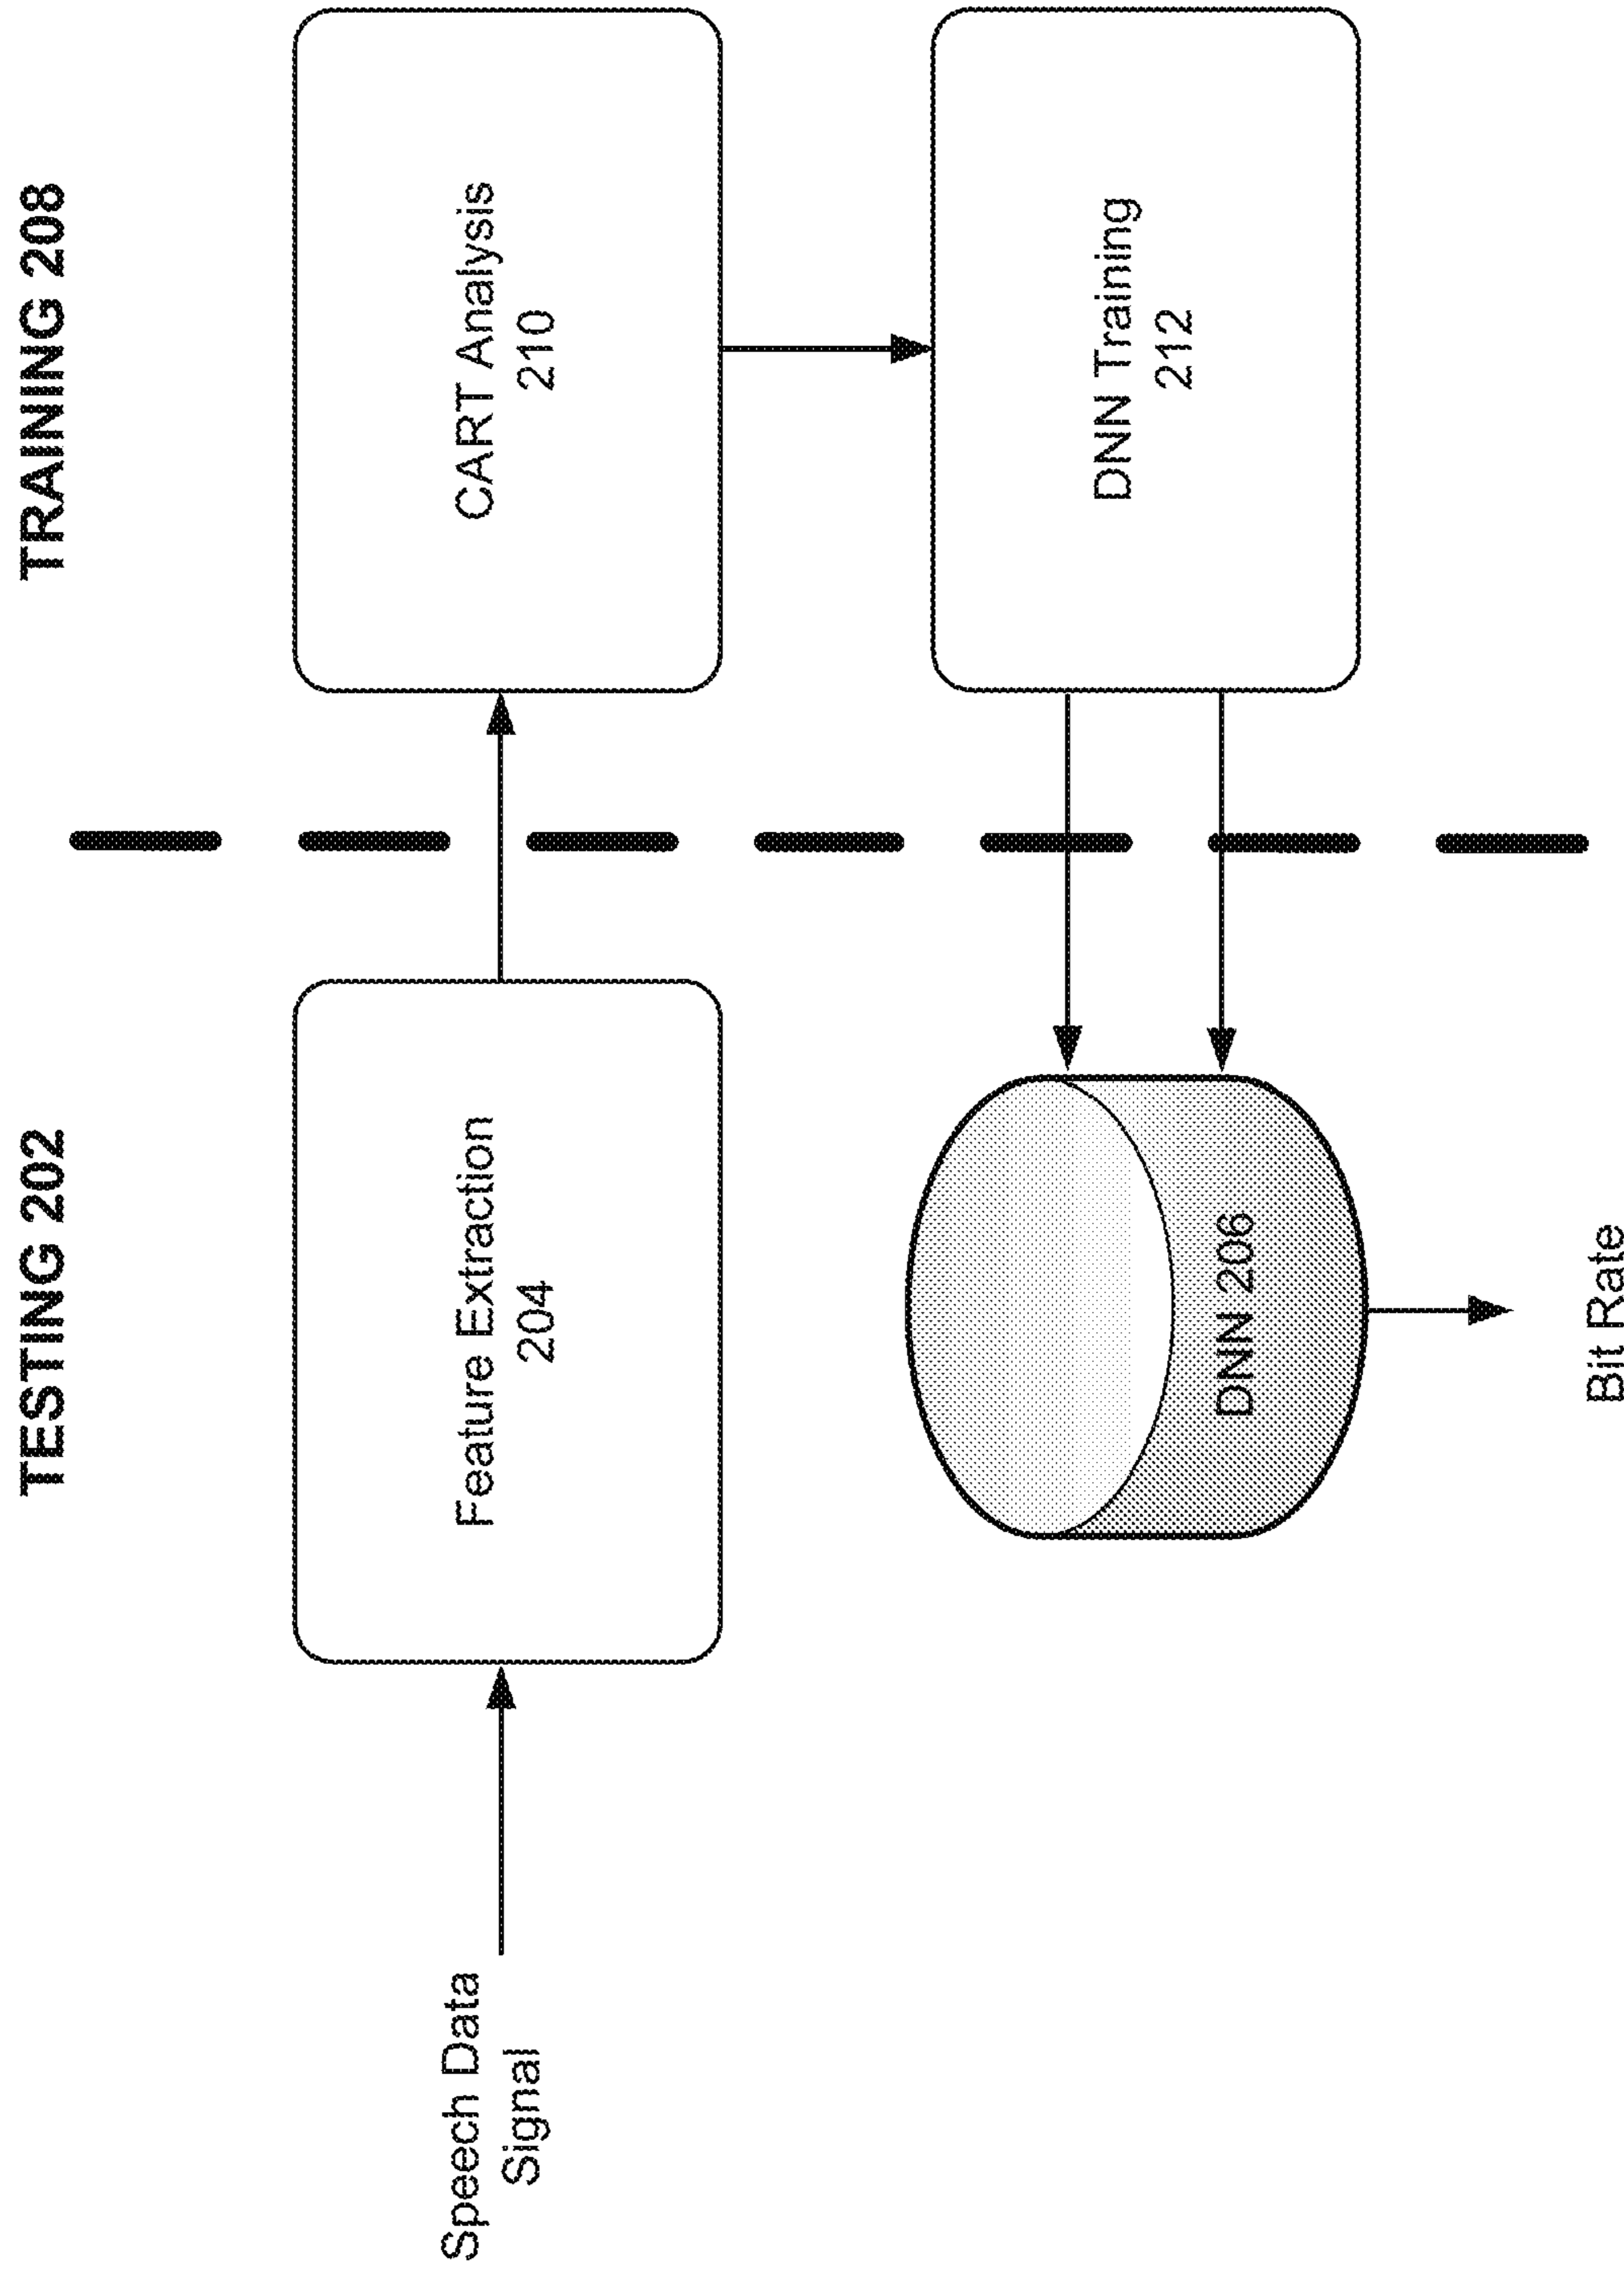 TESTING 202
TRAINING 208
Speech Data
Signal
Feature Extraction
204
CART Analysis
210
DNN 206
DNN Training
212
Bit Rate